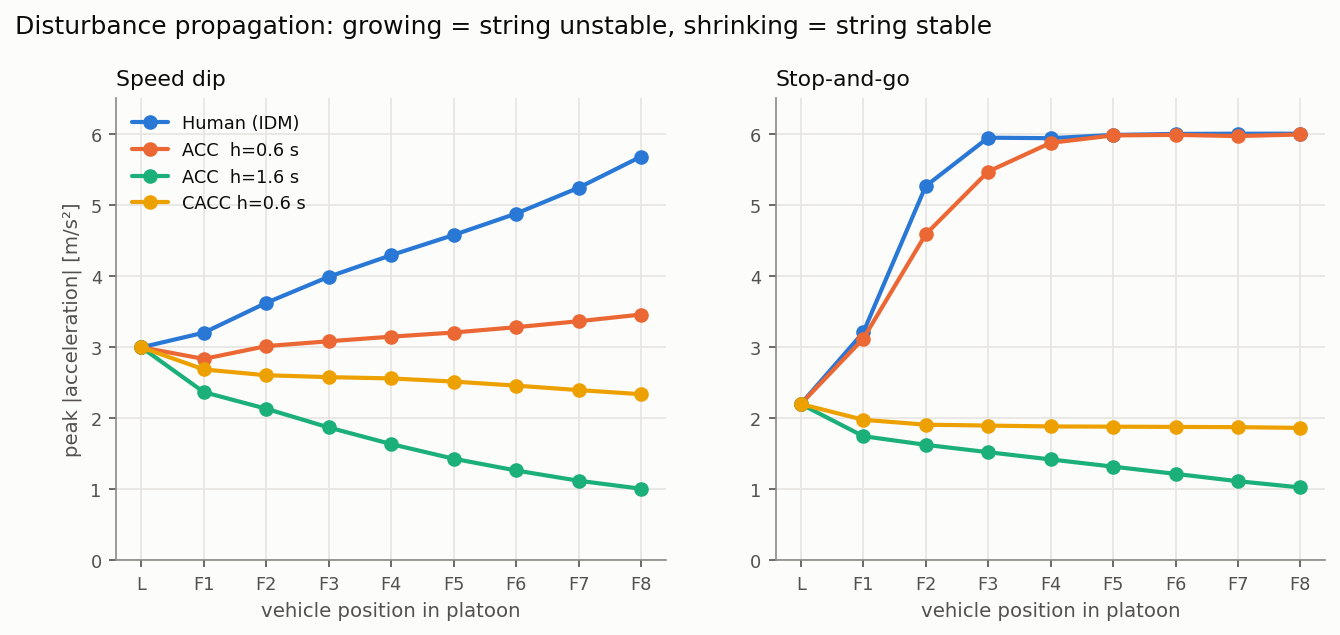 Disturbance propagation: growing = string unstable, shrinking = string stable
Speed dip
Human (IDM)
ACC  h=0.6 s
ACC  h=1.6 s
CACC h=0.6 s
peak |acceleration| [m/s²]
6
5
4
3
2
1
0
L F1 F2 F3 F4 F5 F6 F7 F8
vehicle position in platoon
Stop-and-go
6
5
4
3
2
1
0
L F1 F2 F3 F4 F5 F6 F7 F8
vehicle position in platoon